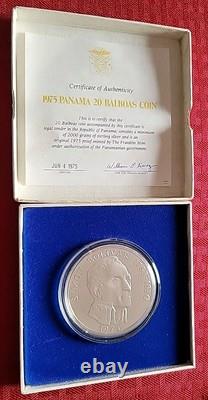 Certificate of Authenticity
1975 PANAMA 20 BALBOAS COIN
This is to certify that the
20 Balboas coin accompanied by this certificate is
legal tender in the Republic of Panama; contains a minimum
of 2000 grains of sterling silver and is an
original 1975 proof minted by The Franklin Mint
under authorization of the Panamanian government.
JUN 4 1975
SIMON BOLIVAR
ebay